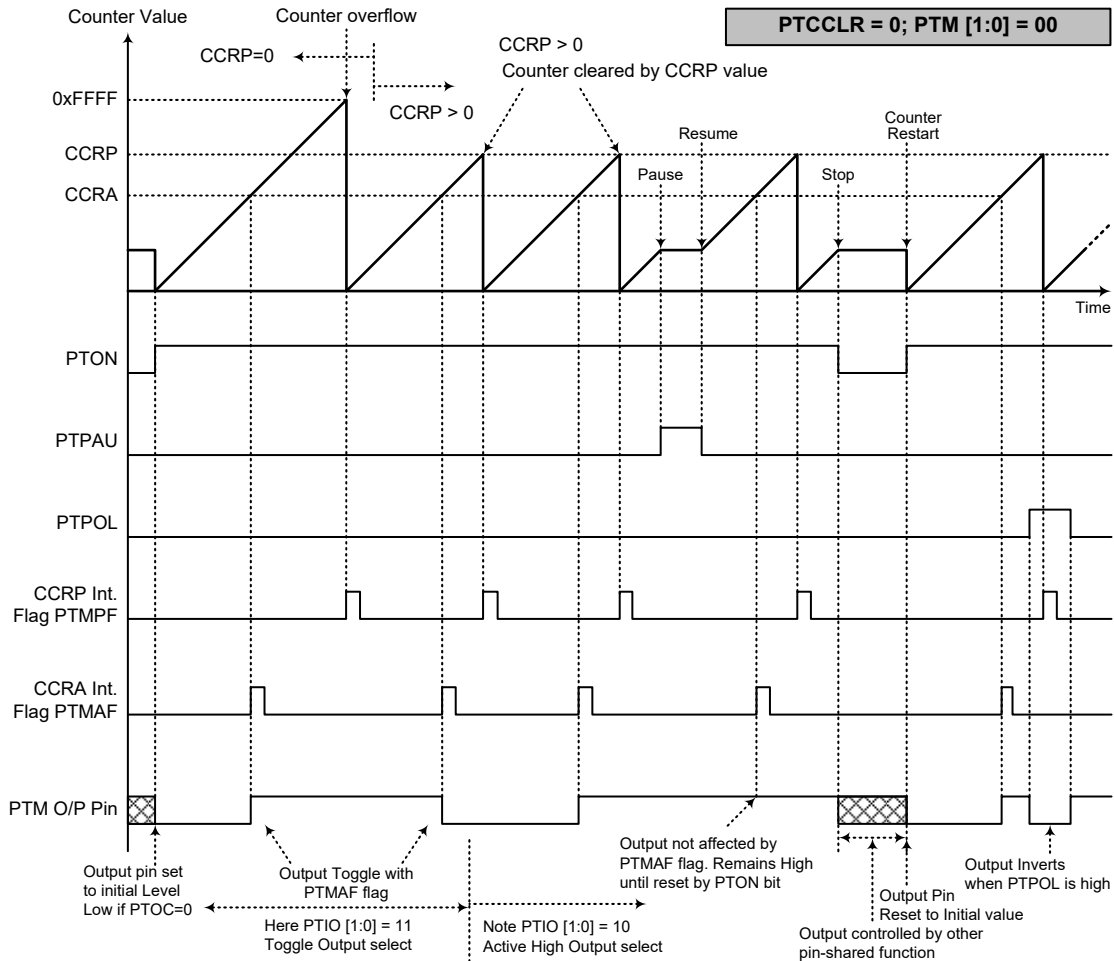 Counter Value
Counter overflow
PTCCLR = 0; PTM [1:0] = 00
CCRP=0
CCRP > 0
CCRP > 0
Counter cleared by CCRP value
0xFFFF
CCRP
CCRA
Pause
Resume
Stop
Counter
Restart
Time
PTON
PTPAU
PTPOL
CCRP Int.
Flag PTMPF
CCRA Int.
Flag PTMAF
PTM O/P Pin
Output pin set
to initial Level
Low if PTOC=0
Output Toggle with
PTMAF flag
Here PTIO [1:0] = 11
Toggle Output select
Note PTIO [1:0] = 10
Active High Output select
Output not affected by
PTMAF flag. Remains High
until reset by PTON bit
Output Pin
Reset to Initial value
Output controlled by other
pin-shared function
Output Inverts
when PTPOL is high